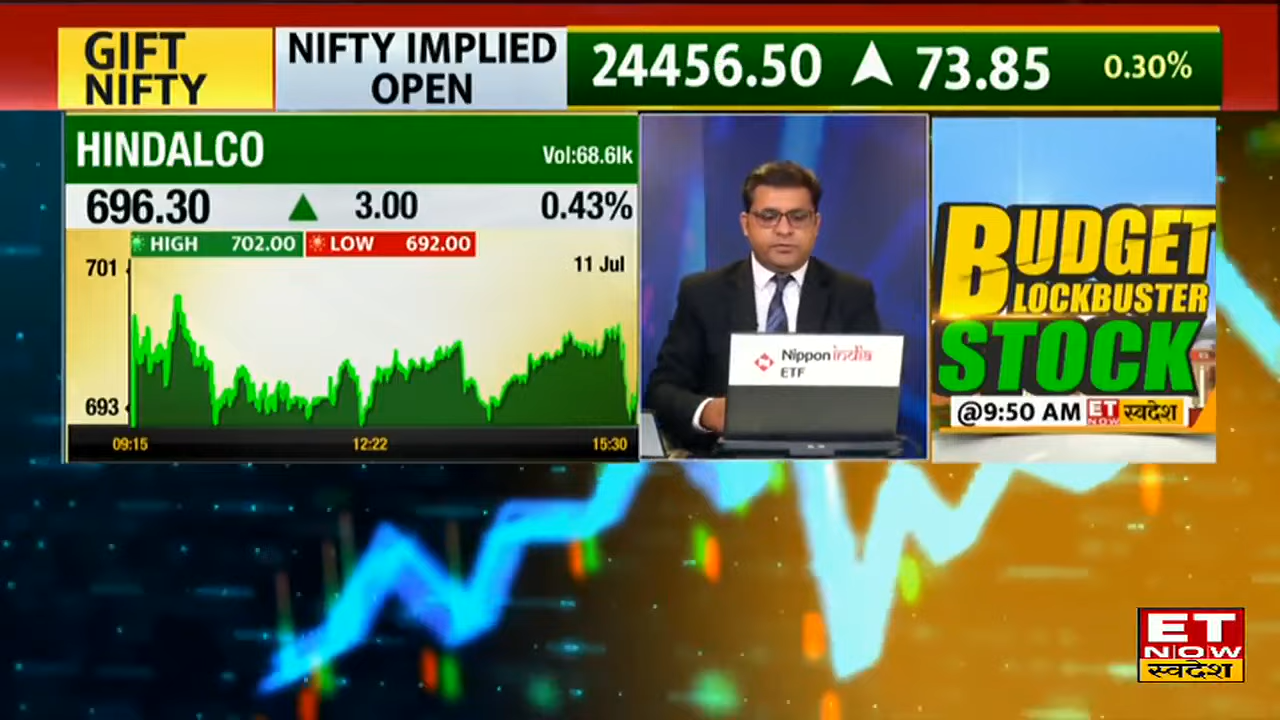 GIFT
NIFTY
NIFTY IMPLIED
OPEN
24456.50 ▲ 73.85 0.30%
HINDALCO
Vol:68.6lk
696.30 ▲ 3.00 0.43%
HIGH 702.00 LOW 692.00
11 Jul
701
693
09:15 12:22 15:30
Nippon india
ETF
BUDGET
BLOCKBUSTER
STOCK
@9:50 AM ET NOW स्वदेश
ET
NOW
स्वदेश